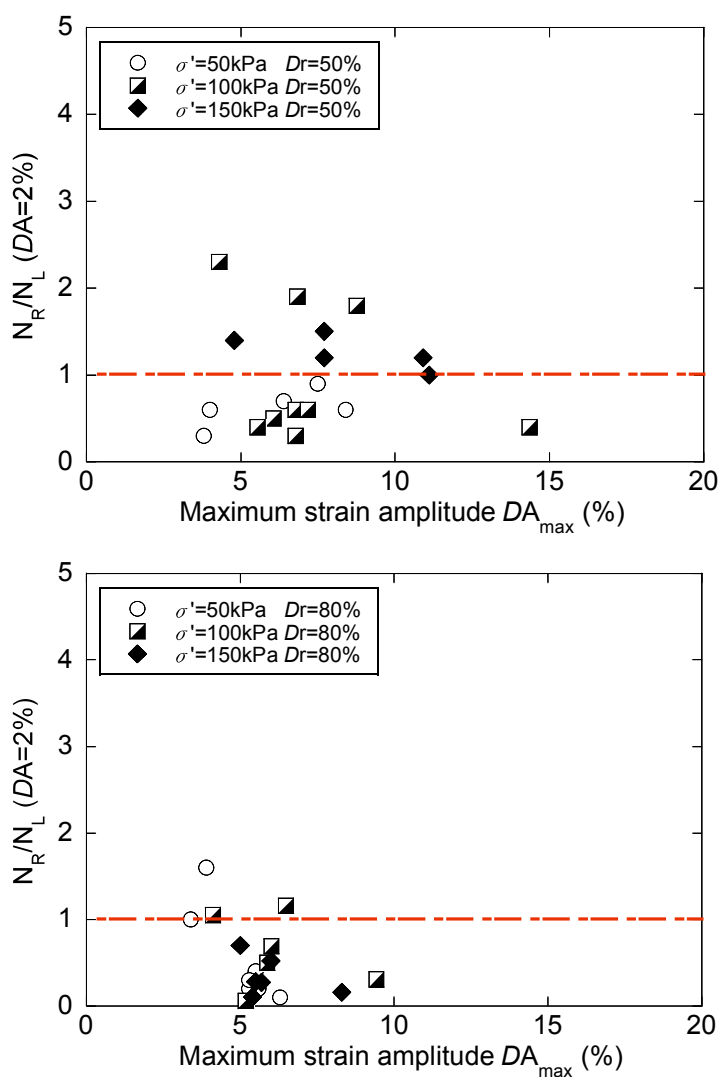 5
σ'=50kPa Dr=50%
σ'=100kPa Dr=50%
σ'=150kPa Dr=50%
4
3
2
1
0
N_R/N_L (DA=2%)
0 5 10 15 20
Maximum strain amplitude DA_max (%)
5
σ'=50kPa Dr=80%
σ'=100kPa Dr=80%
σ'=150kPa Dr=80%
4
3
2
1
0
N_R/N_L (DA=2%)
0 5 10 15 20
Maximum strain amplitude DA_max (%)